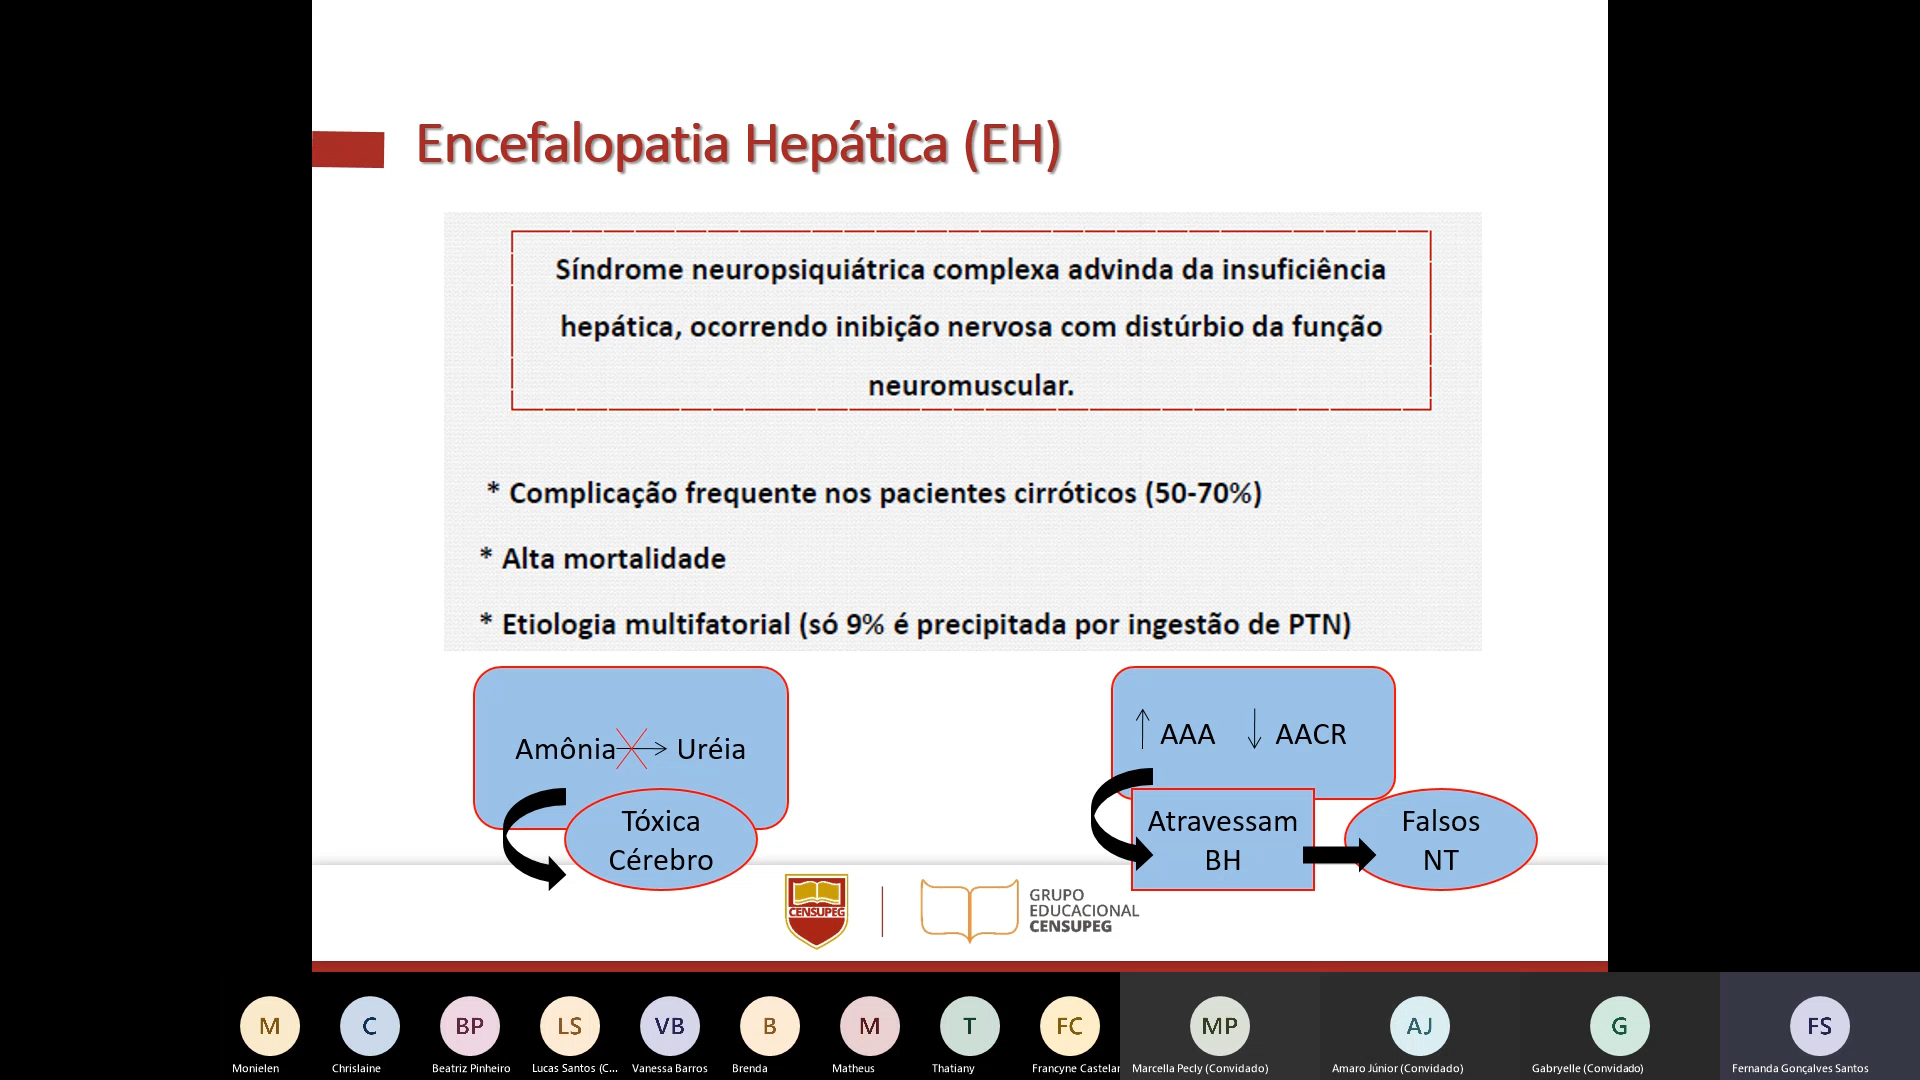 Encefalopatia Hepática (EH)
Síndrome neuropsiquiátrica complexa advinda da insuficiência
hepática, ocorrendo inibição nervosa com distúrbio da função
neuromuscular.
* Complicação frequente nos pacientes cirróticos (50-70%)
* Alta mortalidade
* Etiologia multifatorial (só 9% é precipitada por ingestão de PTN)
Amônia → Uréia
Tóxica
Cérebro
↑ AAA ↓ AACR
Atravessam
BH
Falsos
NT
CENSUPEG
GRUPO
EDUCACIONAL
CENSUPEG
M C BP LS VB B M T FC MP AJ G FS
Monielen Chrislaine Beatriz Pinheiro Lucas Santos (C... Vanessa Barros Brenda Matheus Thatiany Francyne Castelar Marcella Pecly (Convidado) Amaro Júnior (Convidado) Gabryelle (Convidado) Fernanda Gonçalves Santos